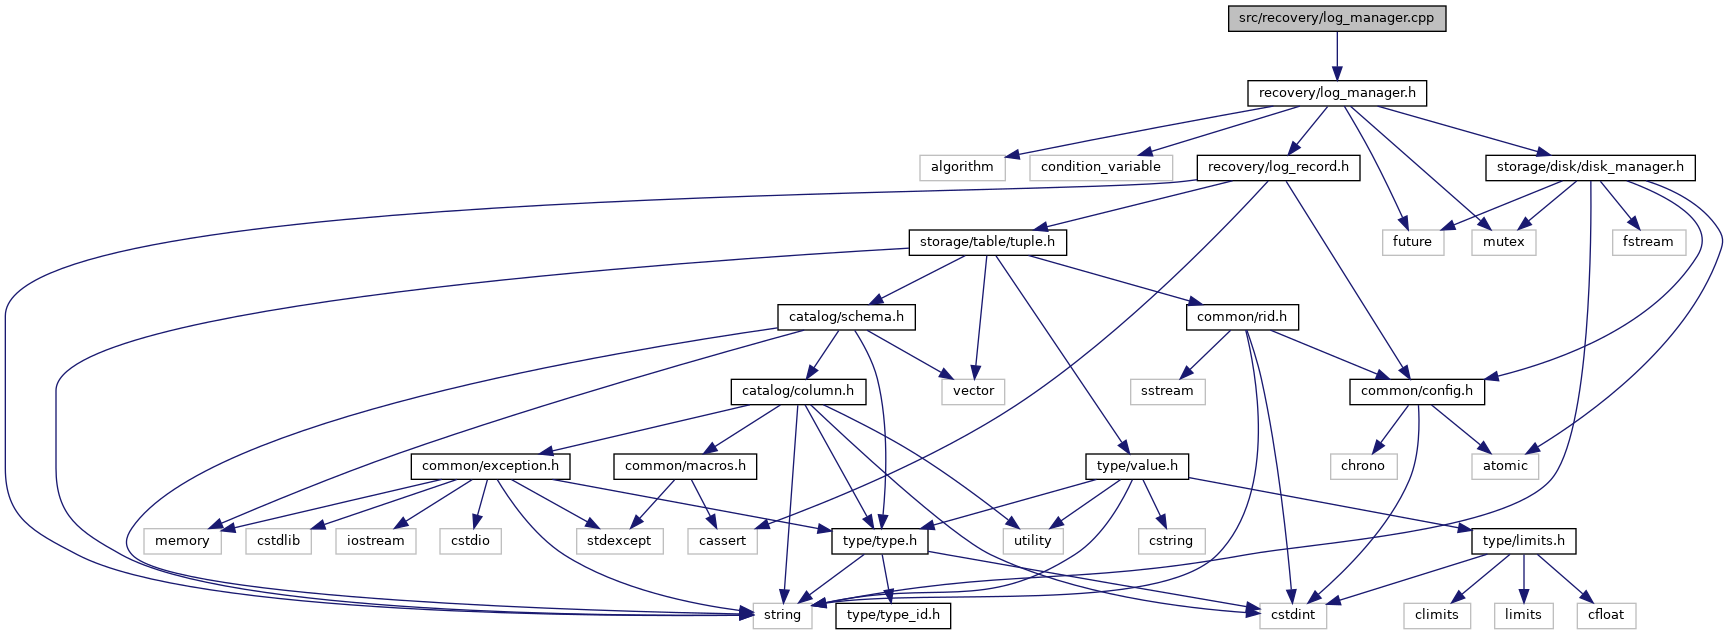 src/recovery/log_manager.cpp
recovery/log_manager.h
algorithm
condition_variable
recovery/log_record.h
storage/disk/disk_manager.h
storage/table/tuple.h
future
mutex
fstream
catalog/schema.h
common/rid.h
catalog/column.h
vector
sstream
common/config.h
common/exception.h
common/macros.h
type/value.h
chrono
atomic
memory
cstdlib
iostream
cstdio
stdexcept
cassert
type/type.h
utility
cstring
type/limits.h
string
type/type_id.h
cstdint
climits
limits
cfloat